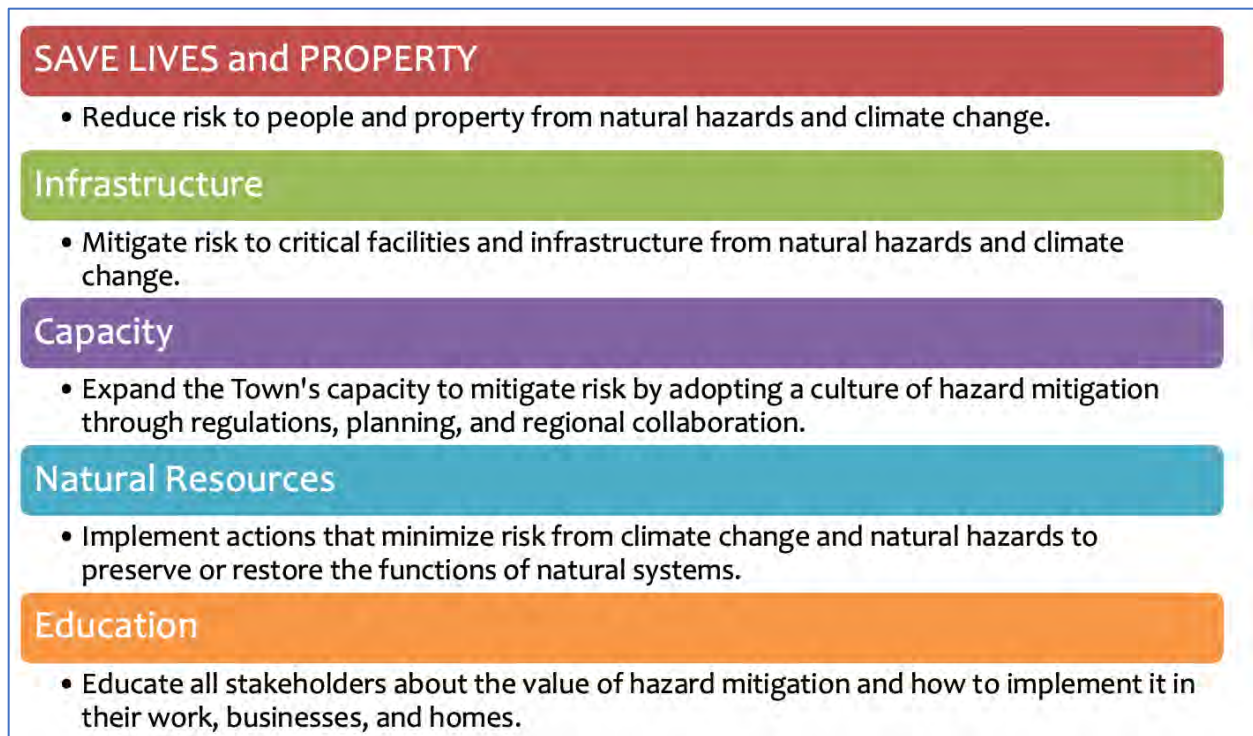 SAVE LIVES and PROPERTY
• Reduce risk to people and property from natural hazards and climate change.
Infrastructure
• Mitigate risk to critical facilities and infrastructure from natural hazards and climate
change.
Capacity
• Expand the Town's capacity to mitigate risk by adopting a culture of hazard mitigation
through regulations, planning, and regional collaboration.
Natural Resources
• Implement actions that minimize risk from climate change and natural hazards to
preserve or restore the functions of natural systems.
Education
• Educate all stakeholders about the value of hazard mitigation and how to implement it in
their work, businesses, and homes.